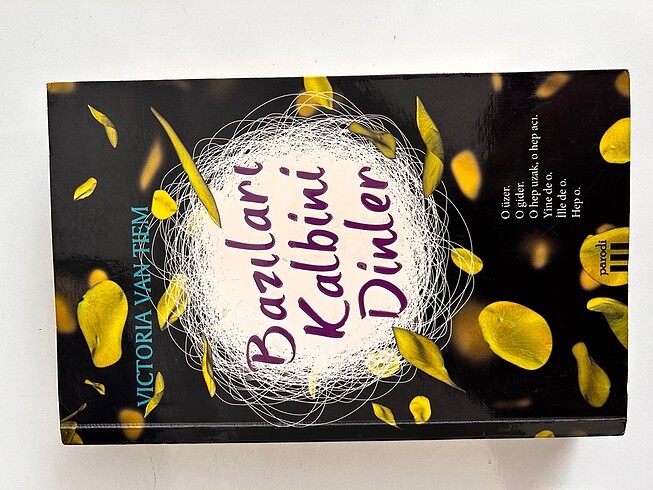 VICTORIA VAN TIEM
Bazıları
Kalbini
Dinler
O üzer.
O gider.
O hep uzak, o hep acı.
Yine de o.
İlle de o.
Hep o.
parodi